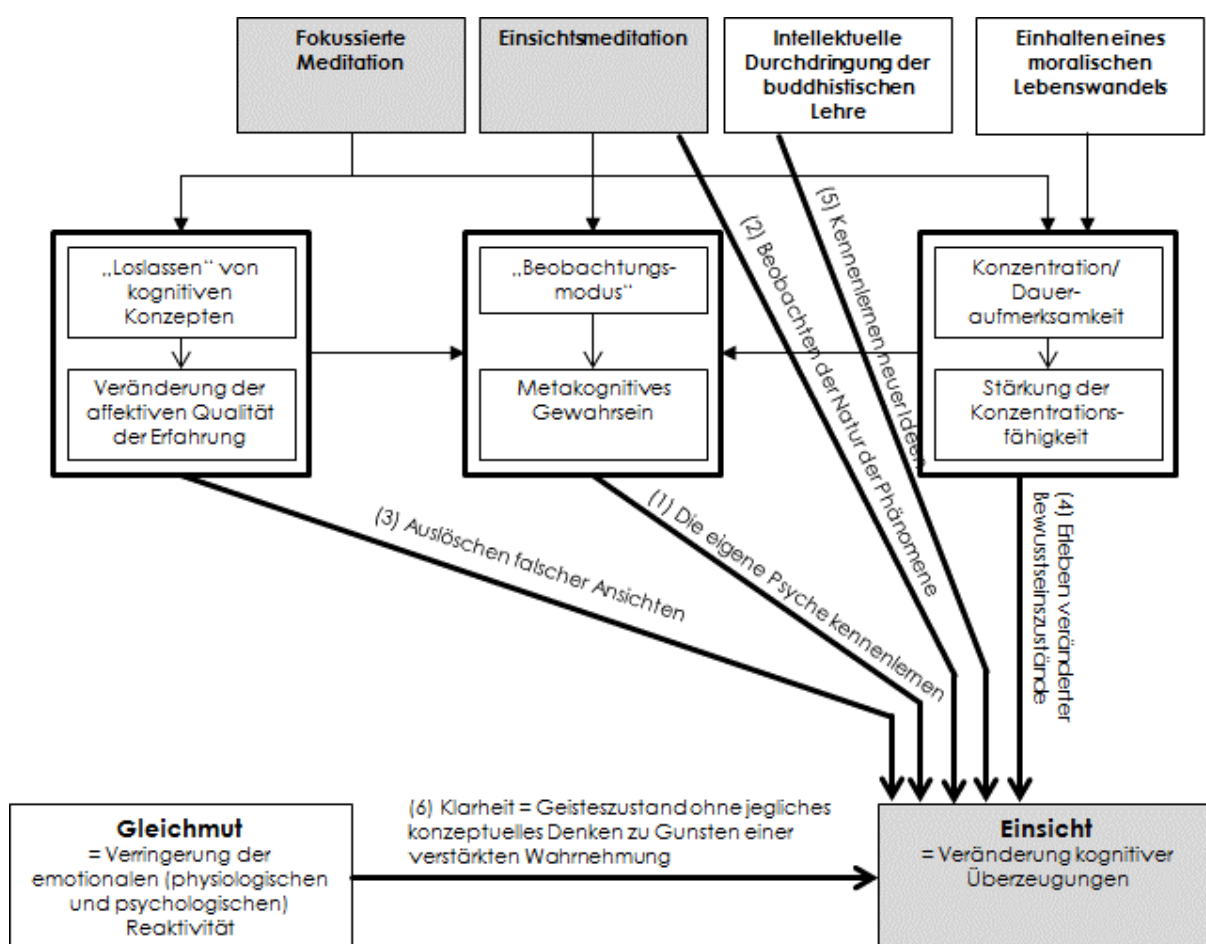 Fokussierte
Meditation
Einsichtsmeditation
Intellektuelle
Durchdringung der
buddhistischen
Lehre
Einhalten eines
moralischen
Lebenswandels
„Loslassen“ von
kognitiven
Konzepten
Veränderung der
affektiven Qualität
der Erfahrung
„Beobachtungs-
modus“
Metakognitives
Gewahrsein
Konzentration/
Dauer-
aufmerksamkeit
Stärkung der
Konzentrations-
fähigkeit
(3) Auslöschen falscher Ansichten
(1) Die eigene Psyche kennenlernen
(2) Beobachten der Natur der Phänomene
(5) Kennenlernen neuer Ideen
(4) Erleben veränderter
Bewusstseinszustände
Gleichmut
= Verringerung der
emotionalen (physiologischen
und psychologischen)
Reaktivität
(6) Klarheit = Geisteszustand ohne jegliches
konzeptuelles Denken zu Gunsten einer
verstärkten Wahrnehmung
Einsicht
= Veränderung kognitiver
Überzeugungen